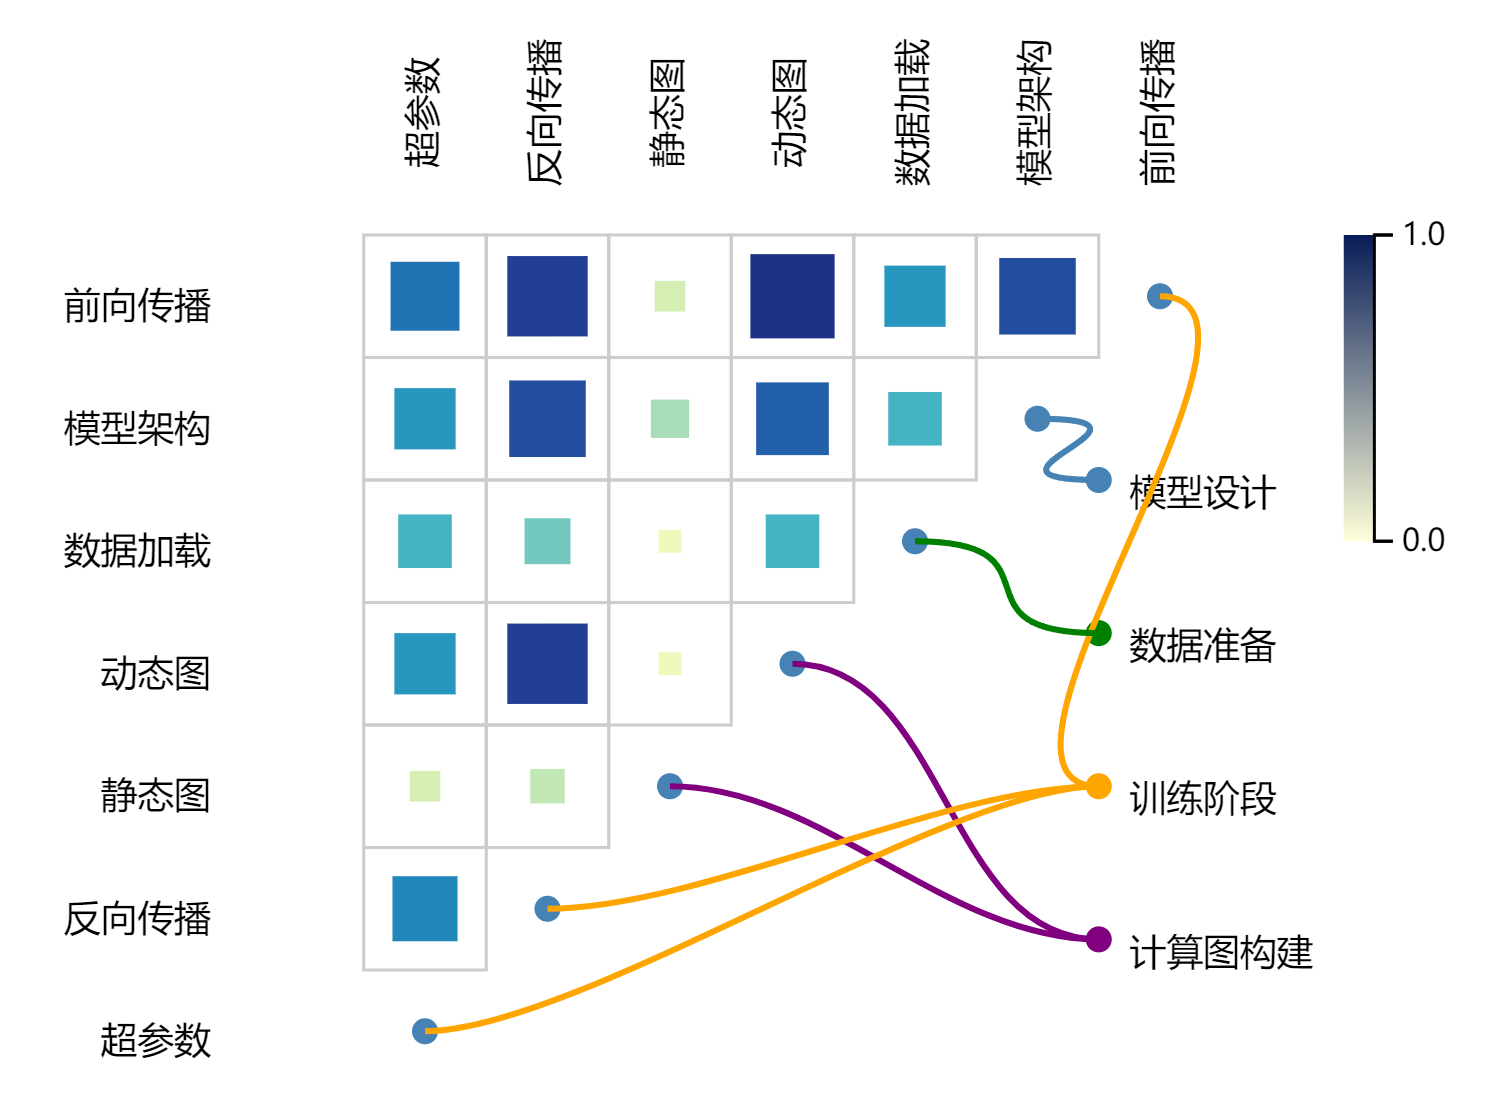 超参数
反向传播
静态图
动态图
数据加载
模型架构
前向传播
前向传播
模型架构
数据加载
动态图
静态图
反向传播
超参数
模型设计
数据准备
训练阶段
计算图构建
1.0
0.0